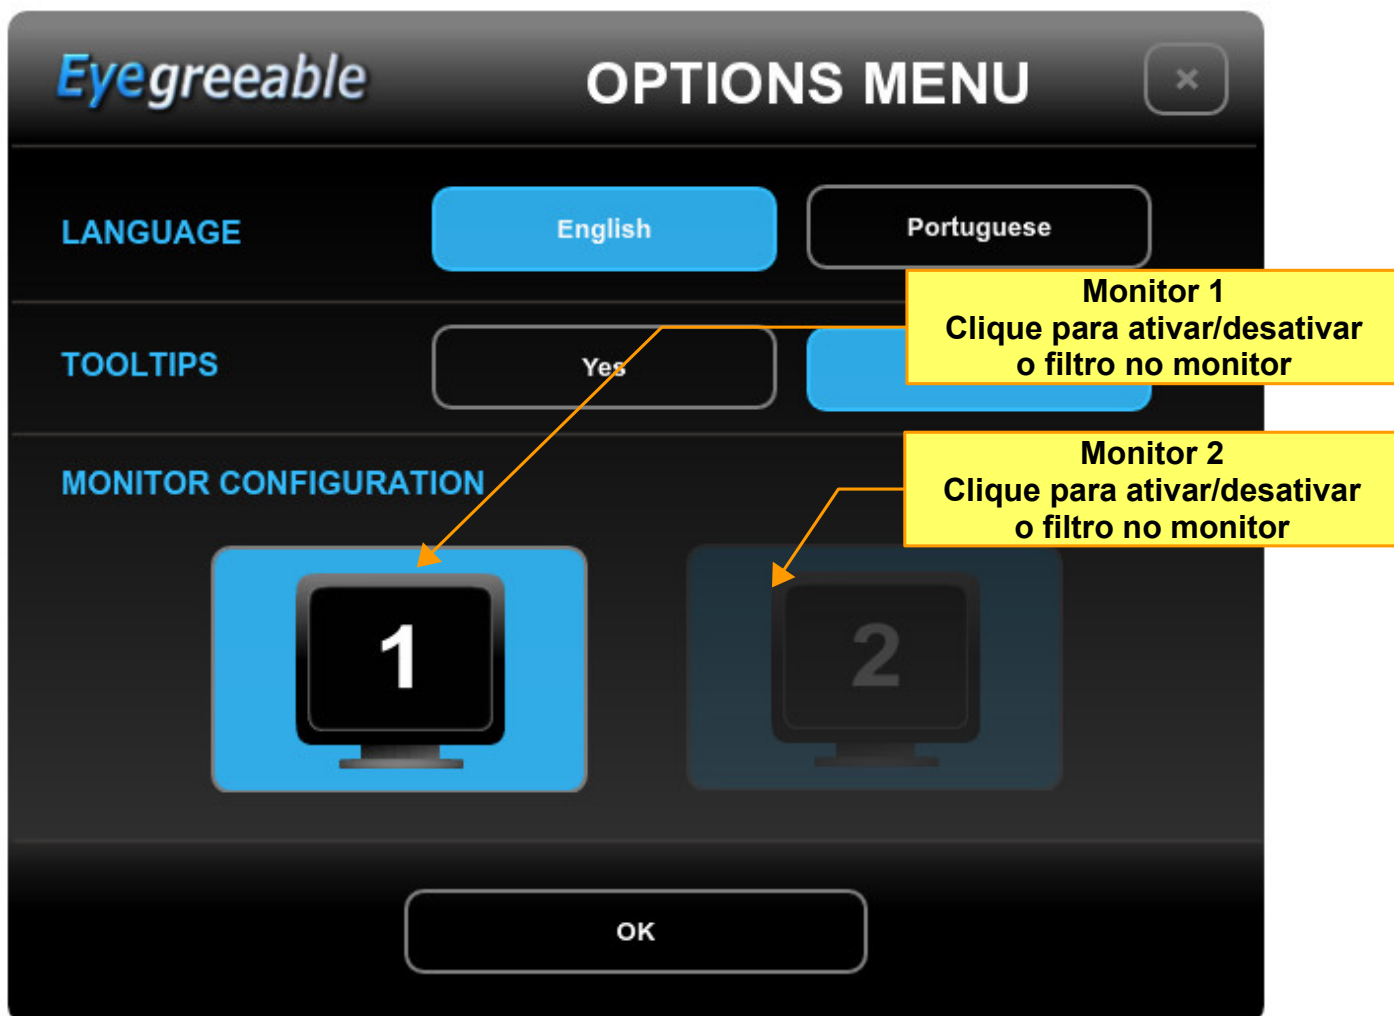 Eyegreeable
OPTIONS MENU
×
LANGUAGE
English
Portuguese
Monitor 1
Clique para ativar/desativar
o filtro no monitor
TOOLTIPS
Yes
Monitor 2
Clique para ativar/desativar
o filtro no monitor
MONITOR CONFIGURATION
1
2
OK